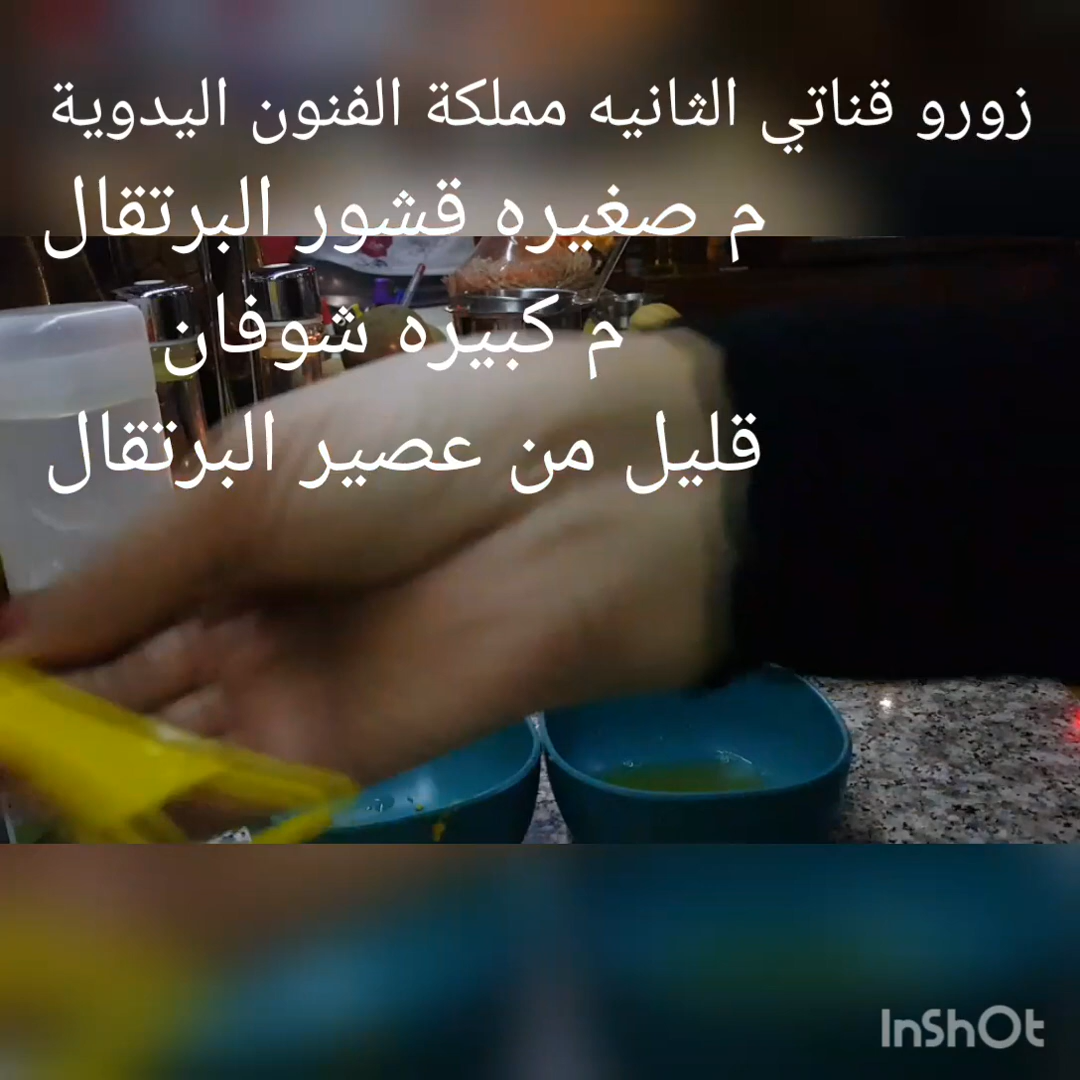 زورو قناتي الثانيه مملكة الفنون اليدوية
م صغيره قشور البرتقال
م كبيره شوفان
قليل من عصير البرتقال
InShOt